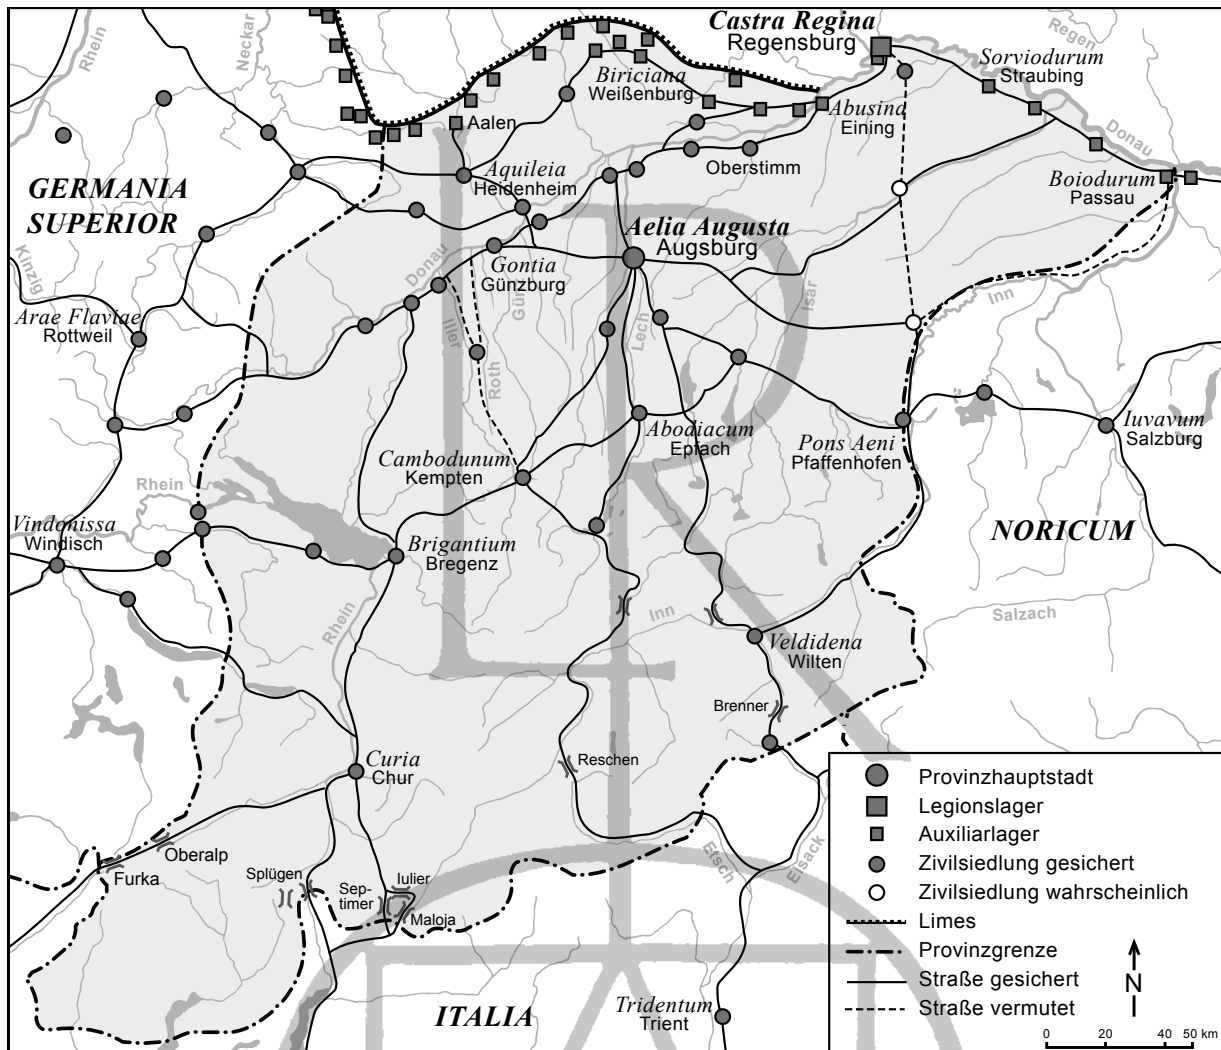 Castra Regina
Regensburg
Rhein
Neckar
Regen
Sorviodurum
Straubing
Biriciana
Weißenburg
Abusina
Eining
Aalen
Donau
Oberstimm
Aquileia
Heidenheim
Boiodurum
Passau
GERMANIA
SUPERIOR
Aelia Augusta
Augsburg
Kinzig
Donau
Gontia
Günzburg
Günz
Isar
Inn
Arae Flaviae
Rottweil
Iller
Lech
Roth
Abodiacum
Epfach
Pons Aeni
Pfaffenhofen
Iuvavum
Salzburg
Cambodunum
Kempten
Rhein
Vindonissa
Windisch
NORICUM
Brigantium
Bregenz
Rhein
Inn
Salzach
Veldidena
Wilten
Brenner
Curia
Chur
Reschen
Oberalp
Furka
Splügen
Sep-
timer
Iulier
Maloja
Etsch
Eisack
ITALIA
Tridentum
Trient
Provinzhauptstadt
Legionslager
Auxiliarlager
Zivilsiedlung gesichert
Zivilsiedlung wahrscheinlich
Limes
Provinzgrenze
Straße gesichert
Straße vermutet
N
0 20 40 50 km